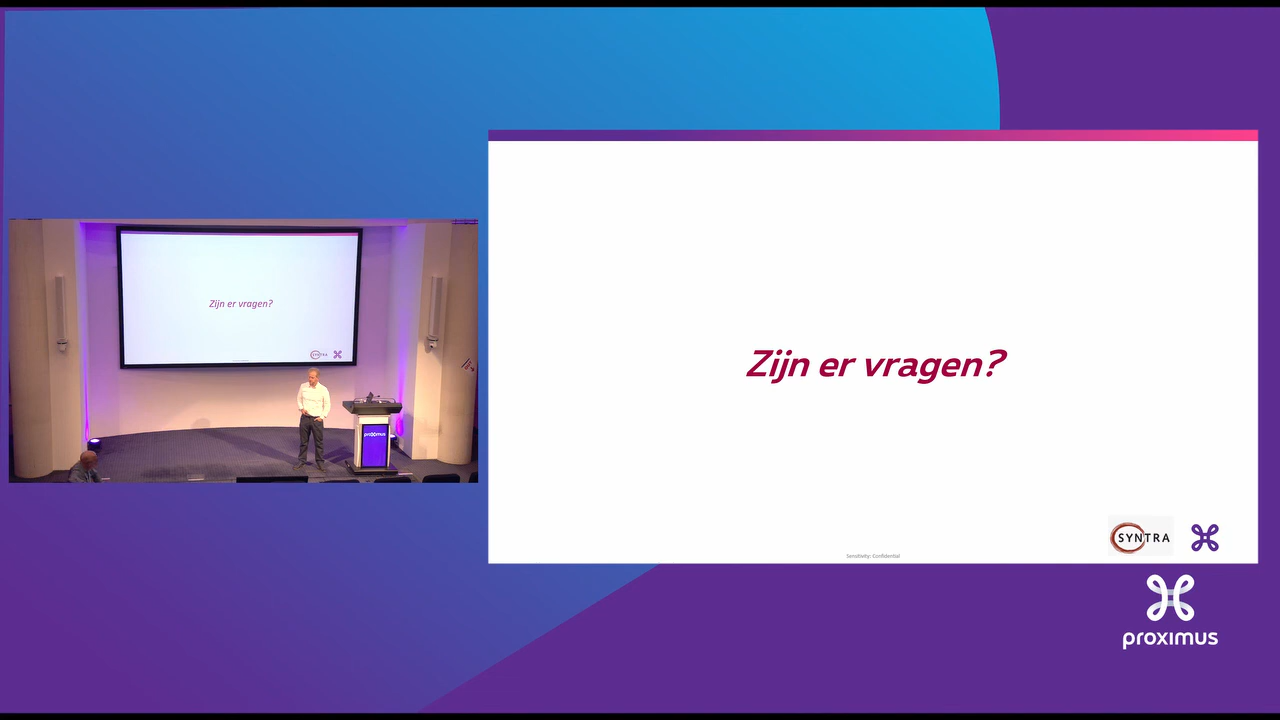 Zijn er vragen?
SYNTRA
proximus
Zijn er vragen?
Sensitivity: Confidential
SYNTRA
proximus